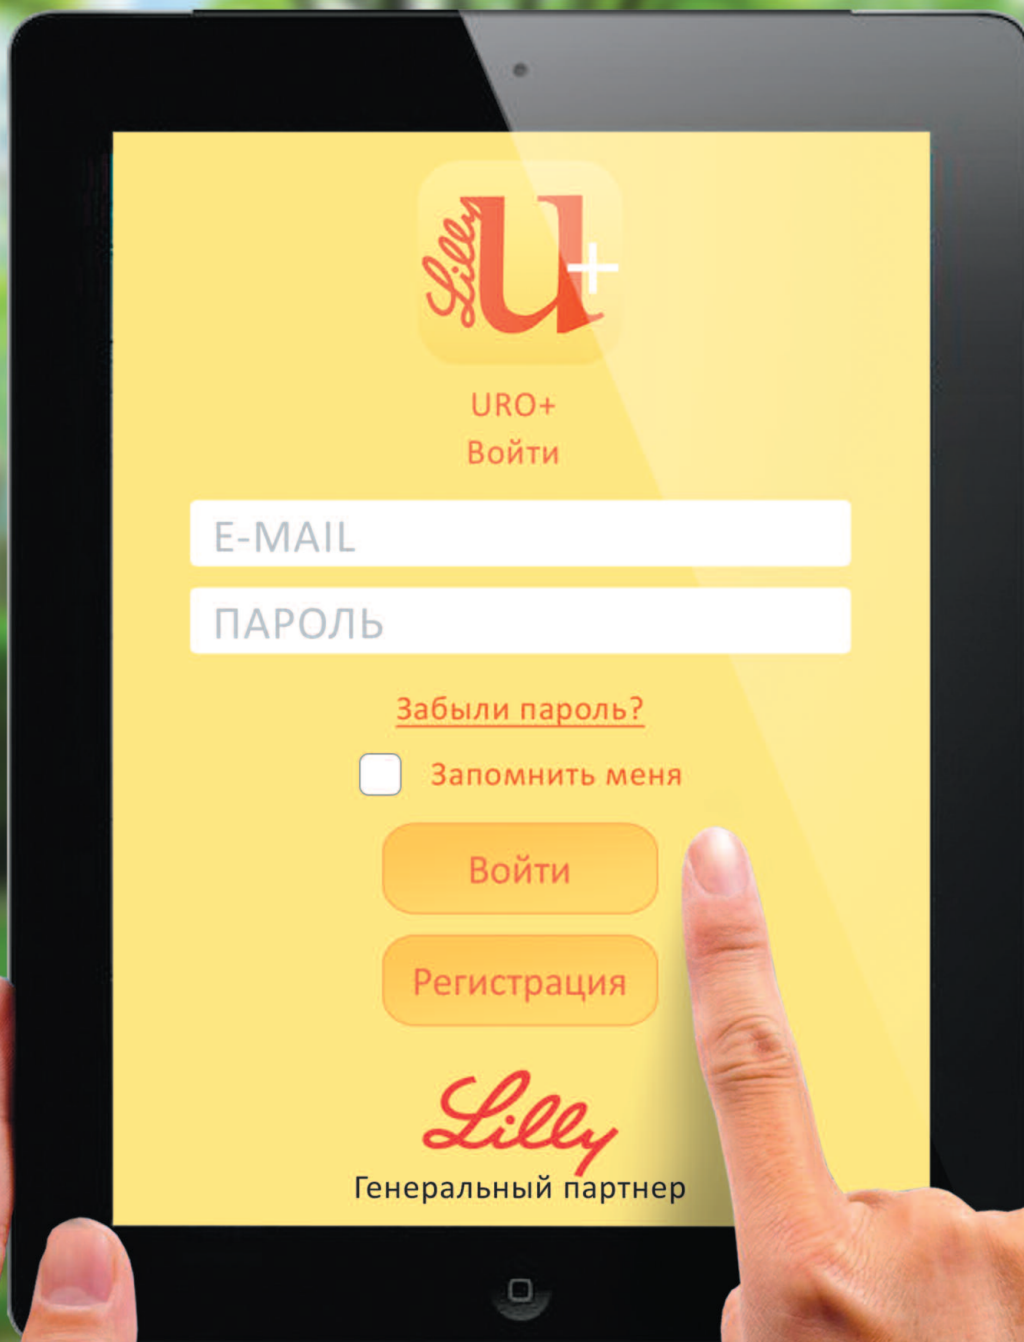 Lilly
u+
URO+
Войти
E-MAIL
ПАРОЛЬ
Забыли пароль?
Запомнить меня
Войти
Регистрация
Lilly
Генеральный партнер